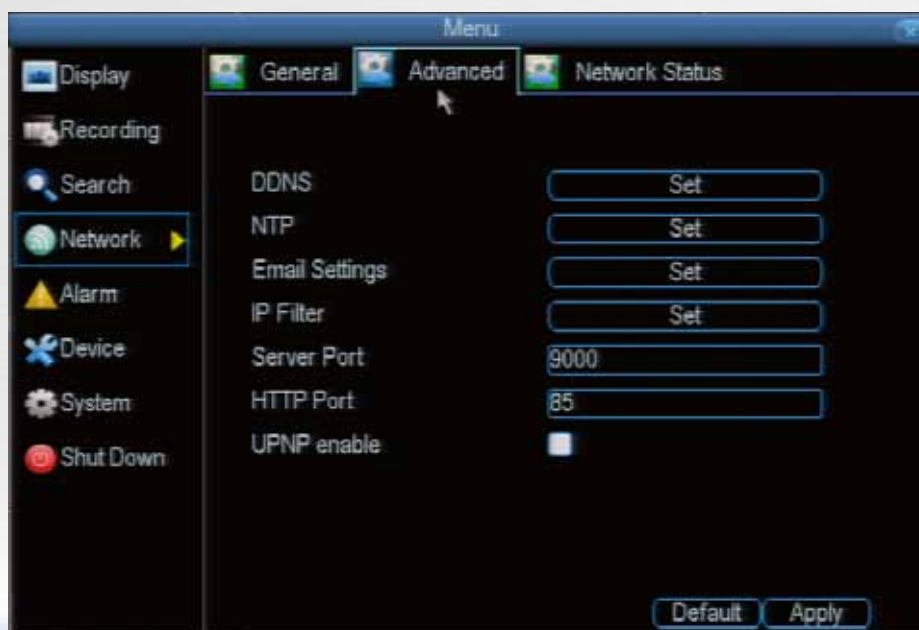 Menu
Display
Recording
Search
Network
Alarm
Device
System
Shut Down
General
Advanced
Network Status
DDNS Set
NTP Set
Email Settings Set
IP Filter Set
Server Port 9000
HTTP Port 85
UPNP enable
Default
Apply